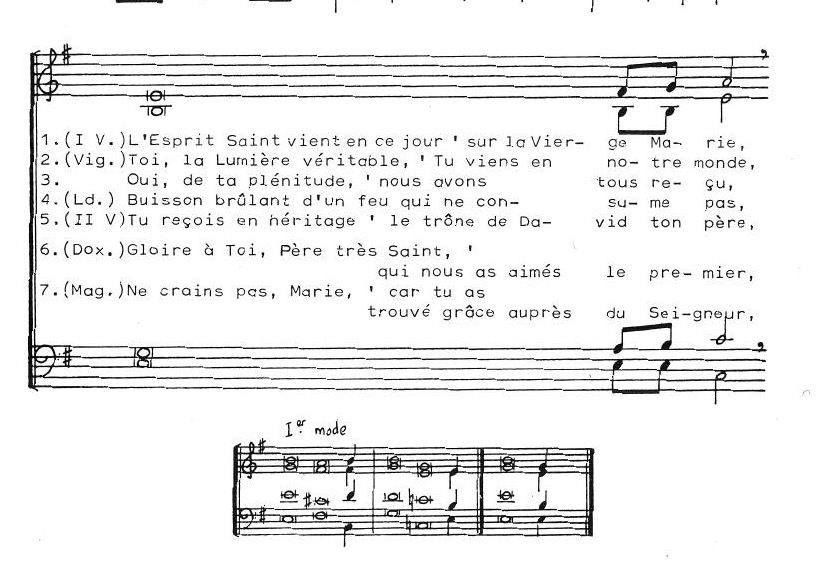 1.(I V.)L'Esprit Saint vient en ce jour ' sur la Vier- ge Ma- rie,
2.(Vig.)Toi, la Lumière véritable, ' Tu viens en no- tre monde,
3. Oui, de ta plénitude, ' nous avons tous re- çu,
4.(Ld.) Buisson brûlant d'un feu qui ne con- su- me pas,
5.(II V)Tu reçois en héritage ' le trône de Da- vid ton père,
6.(Dox.)Gloire à Toi, Père très Saint, '
qui nous as aimés le pre- mier,
7.(Mag.)Ne crains pas, Marie, ' car tu as
trouvé grâce auprès du Sei-gneur,
Ier mode